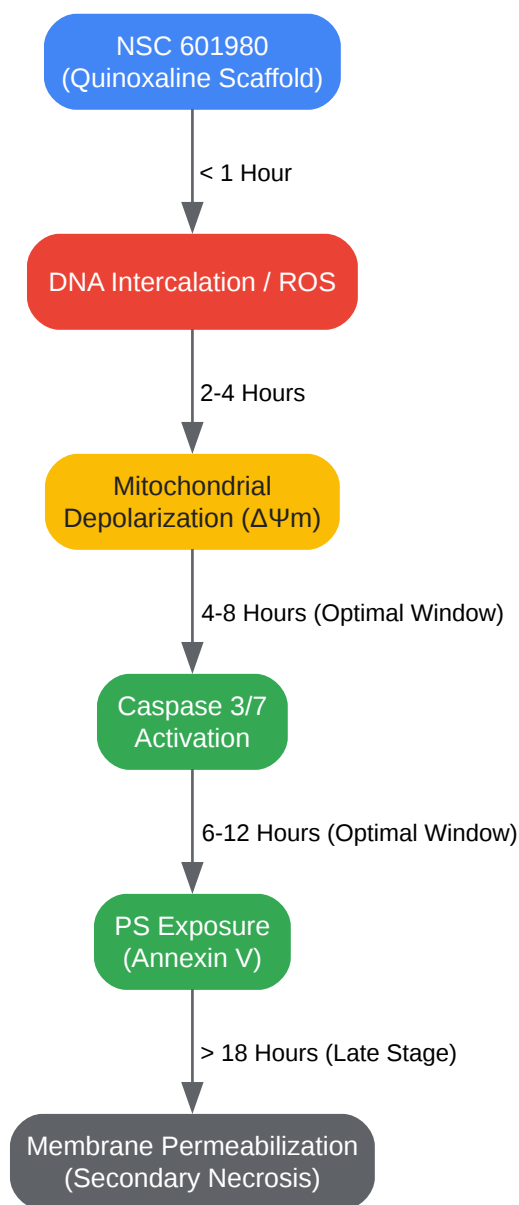 NSC 601980
(Quinoxaline Scaffold)
< 1 Hour
DNA Intercalation / ROS
2-4 Hours
Mitochondrial
Depolarization (ΔΨm)
4-8 Hours (Optimal Window)
Caspase 3/7
Activation
6-12 Hours (Optimal Window)
PS Exposure
(Annexin V)
> 18 Hours (Late Stage)
Membrane Permeabilization
(Secondary Necrosis)